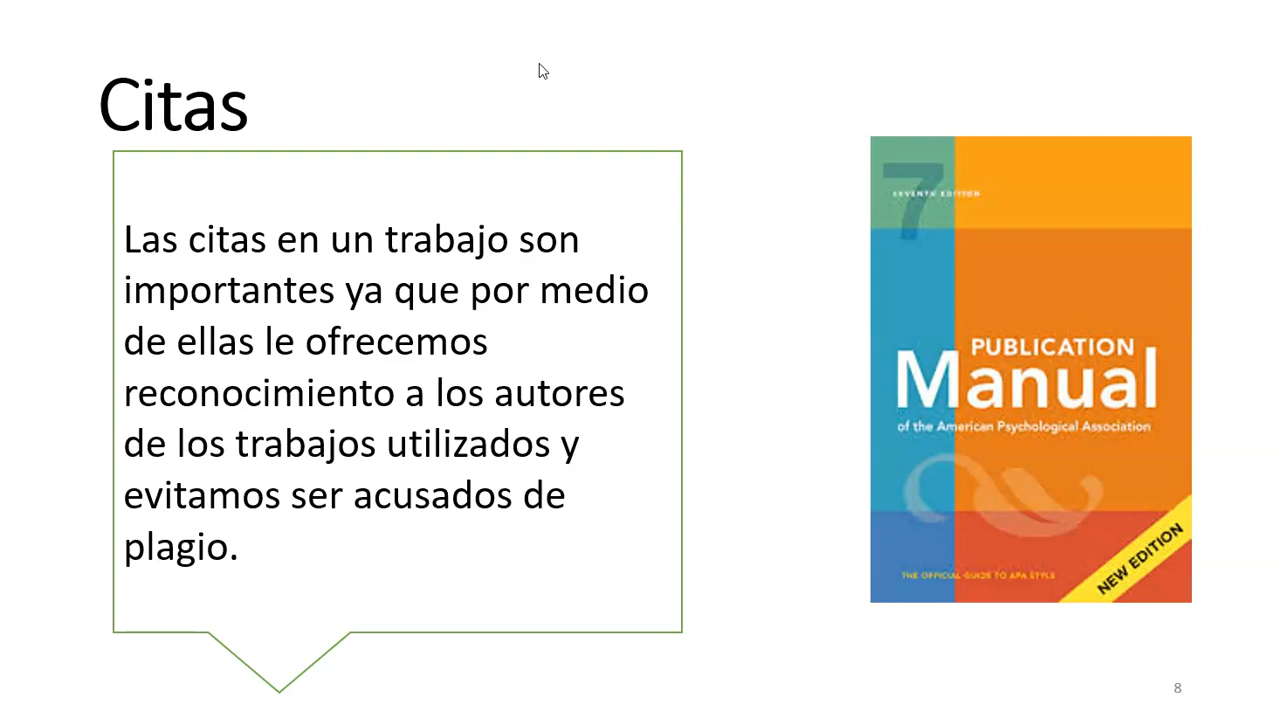 Citas
Las citas en un trabajo son
importantes ya que por medio
de ellas le ofrecemos
reconocimiento a los autores
de los trabajos utilizados y
evitamos ser acusados de
plagio.
7
SEVENTH EDITION
PUBLICATION
Manual
of the American Psychological Association
THE OFFICIAL GUIDE TO APA STYLE
NEW EDITION
8